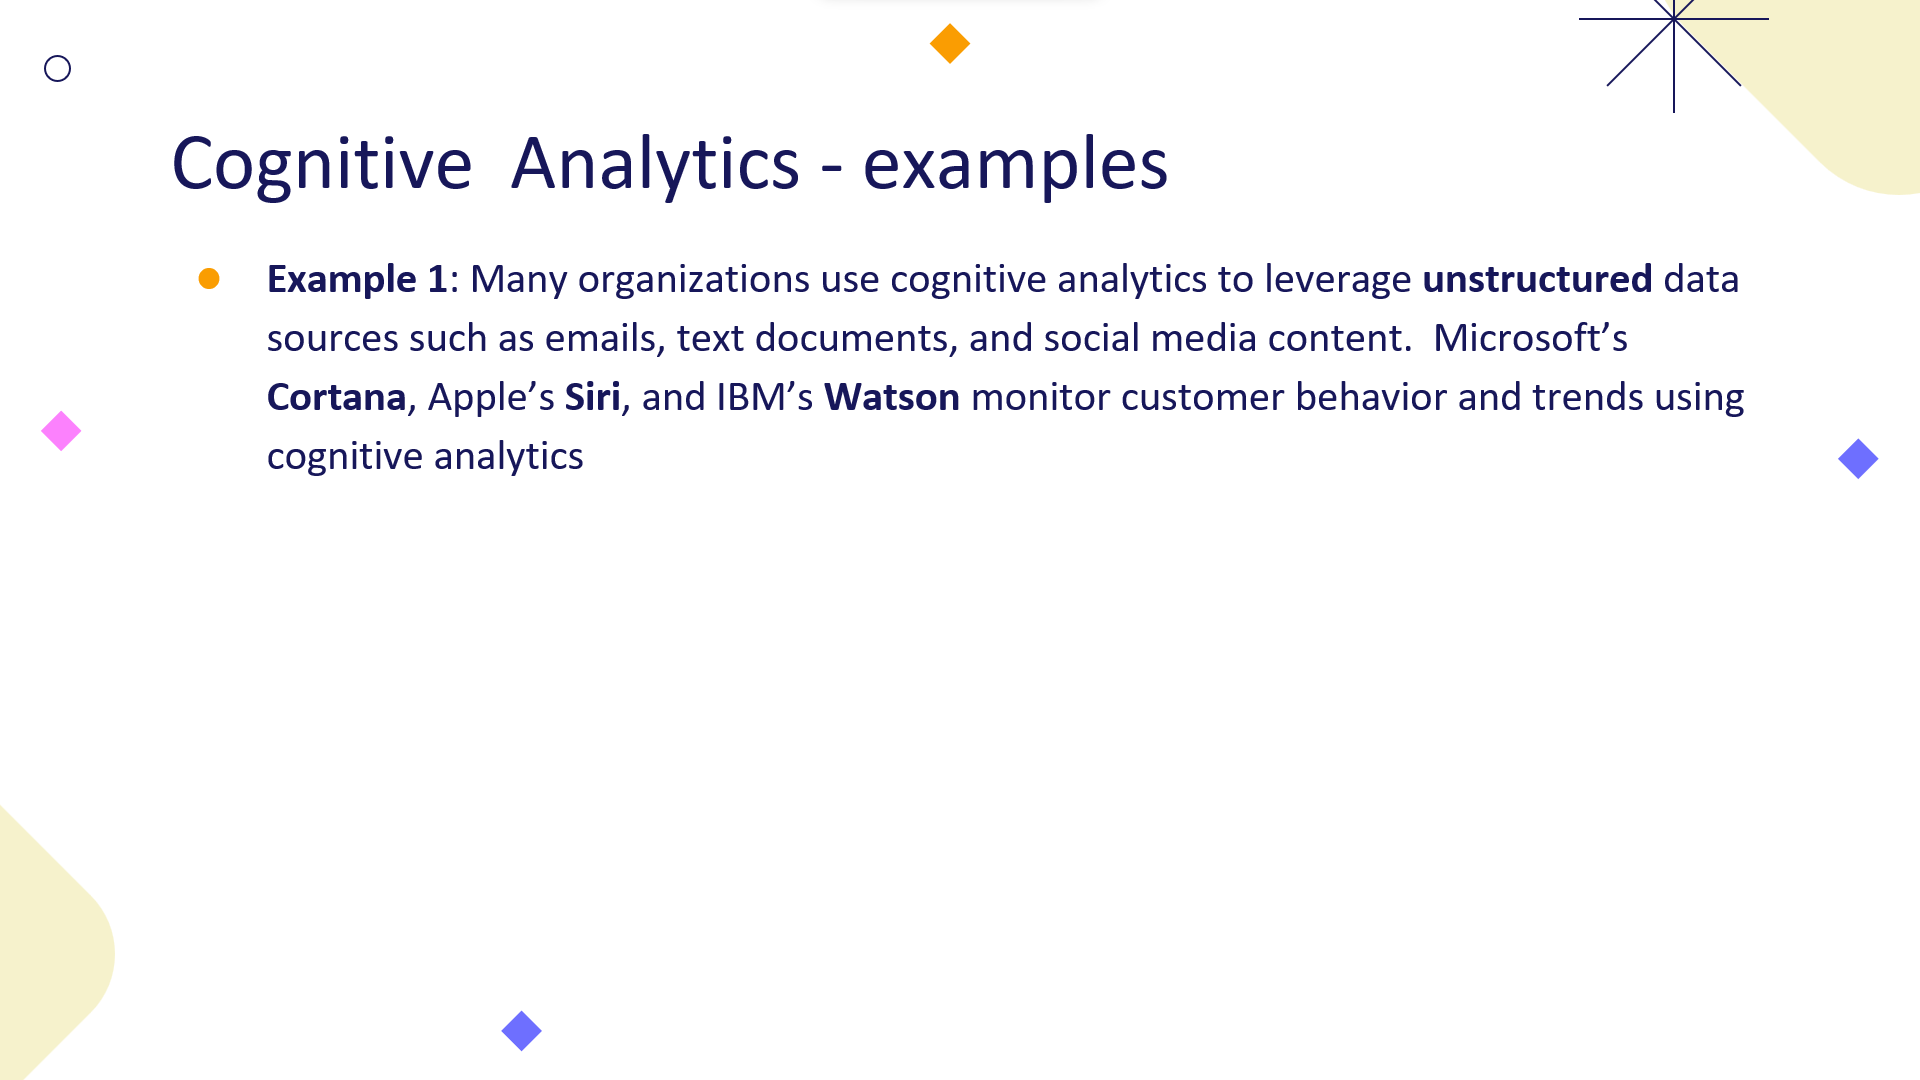 Cognitive  Analytics - examples
Example 1: Many organizations use cognitive analytics to leverage unstructured data
sources such as emails, text documents, and social media content.  Microsoft’s
Cortana, Apple’s Siri, and IBM’s Watson monitor customer behavior and trends using
cognitive analytics